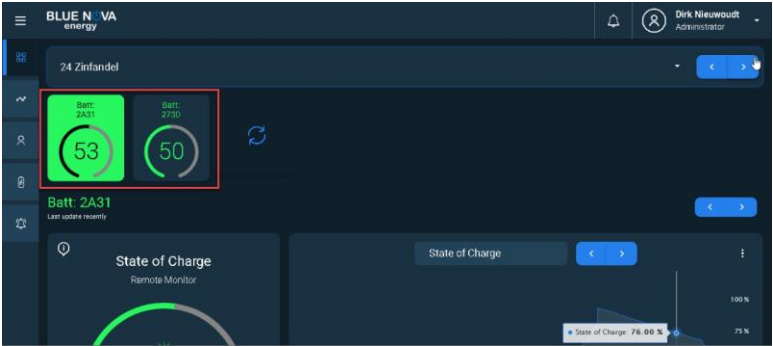 BLUE NOVA
energy
Dirk Nieuwoudt
Administrator
24 Zinfandel
Batt:
2A31
53
Batt:
273D
50
Batt: 2A31
Last update recently
State of Charge
Remote Monitor
State of Charge
100 %
State of Charge: 76.00 %
75 %